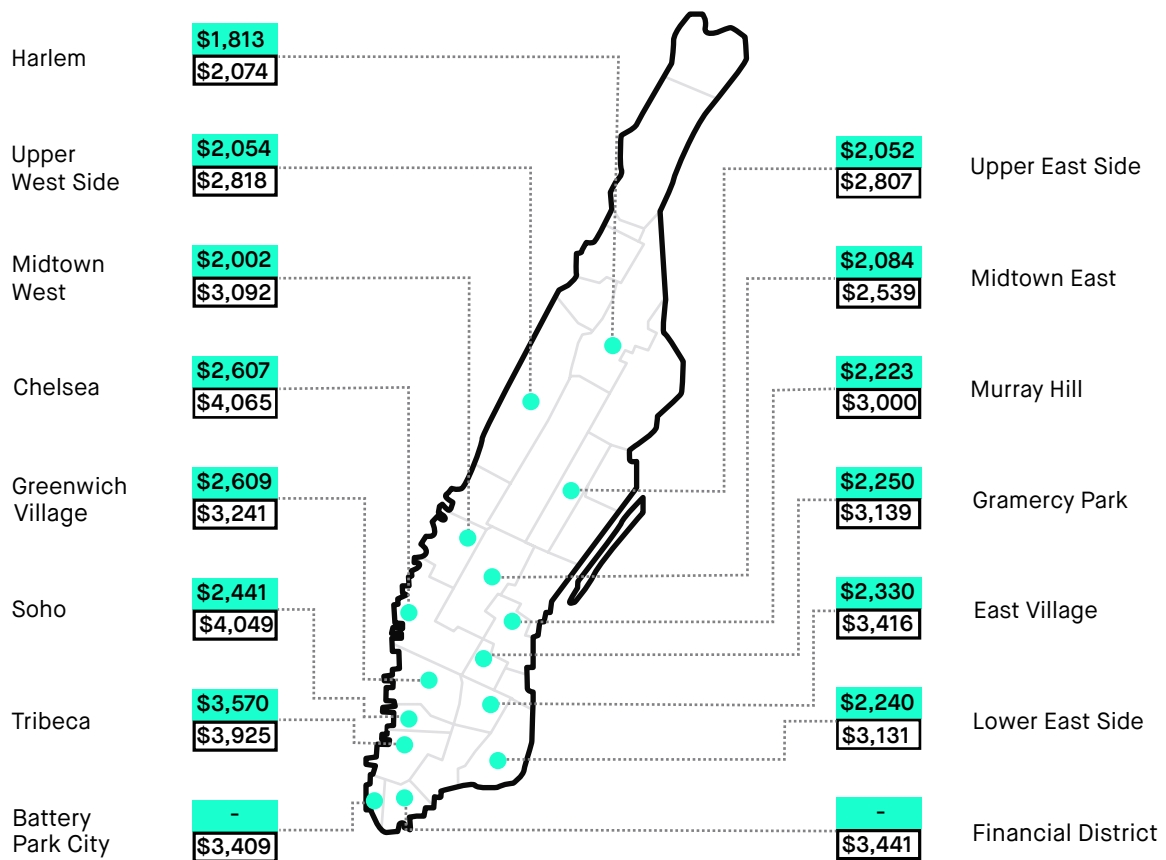 Harlem
$1,813
$2,074
Upper
West Side
$2,054
$2,818
Midtown
West
$2,002
$3,092
Chelsea
$2,607
$4,065
Greenwich
Village
$2,609
$3,241
Soho
$2,441
$4,049
Tribeca
$3,570
$3,925
Battery
Park City
-
$3,409
$2,052
$2,807
Upper East Side
$2,084
$2,539
Midtown East
$2,223
$3,000
Murray Hill
$2,250
$3,139
Gramercy Park
$2,330
$3,416
East Village
$2,240
$3,131
Lower East Side
-
$3,441
Financial District